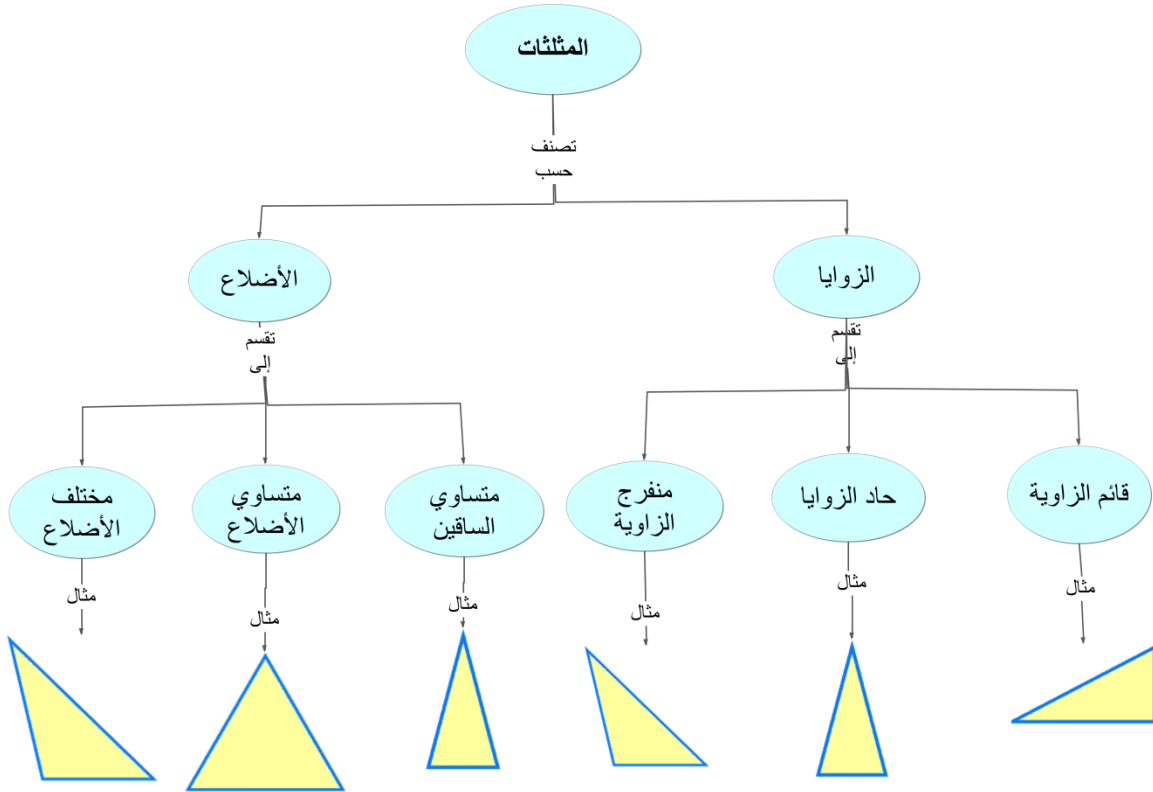 المثلثات
تصنف
حسب
الزوايا
الأضلاع
تقسم
إلى
تقسم
إلى
قائم الزاوية
حاد الزوايا
منفرج
الزاوية
متساوي
الساقين
متساوي
الأضلاع
مختلف
الأضلاع
مثال
مثال
مثال
مثال
مثال
مثال